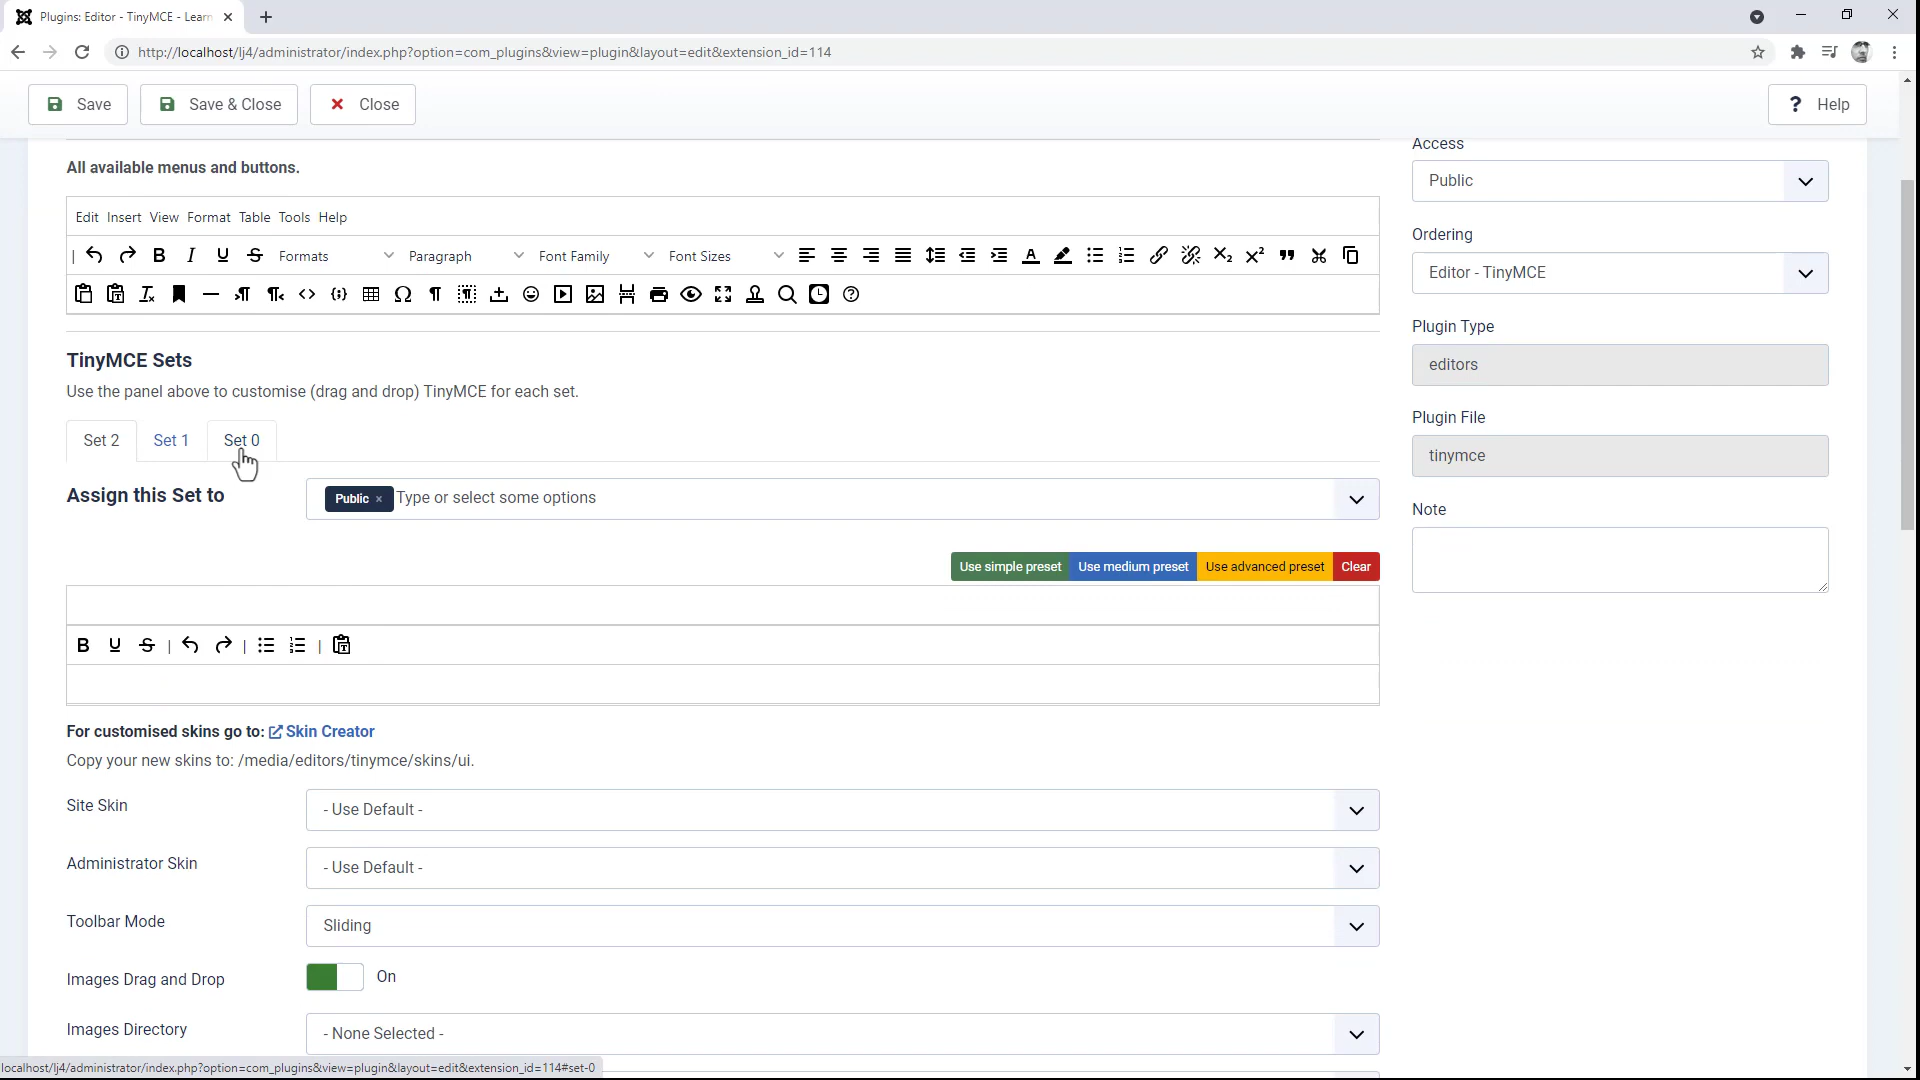 Plugins: Editor - TinyMCE - Learn
http://localhost/lj4/administrator/index.php?option=com_plugins&view=plugin&layout=edit&extension_id=114
Save
Save & Close
Close
Help
All available menus and buttons.
Edit Insert View Format Table Tools Help
Formats Paragraph Font Family Font Sizes
TinyMCE Sets
Use the panel above to customise (drag and drop) TinyMCE for each set.
Set 2 Set 1 Set 0
Assign this Set to
Public × Type or select some options
Use simple preset Use medium preset Use advanced preset Clear
For customised skins go to: Skin Creator
Copy your new skins to: /media/editors/tinymce/skins/ui.
Site Skin
- Use Default -
Administrator Skin
- Use Default -
Toolbar Mode
Sliding
Images Drag and Drop
On
Images Directory
- None Selected -
Access
Public
Ordering
Editor - TinyMCE
Plugin Type
editors
Plugin File
tinymce
Note
localhost/lj4/administrator/index.php?option=com_plugins&view=plugin&layout=edit&extension_id=114#set-0